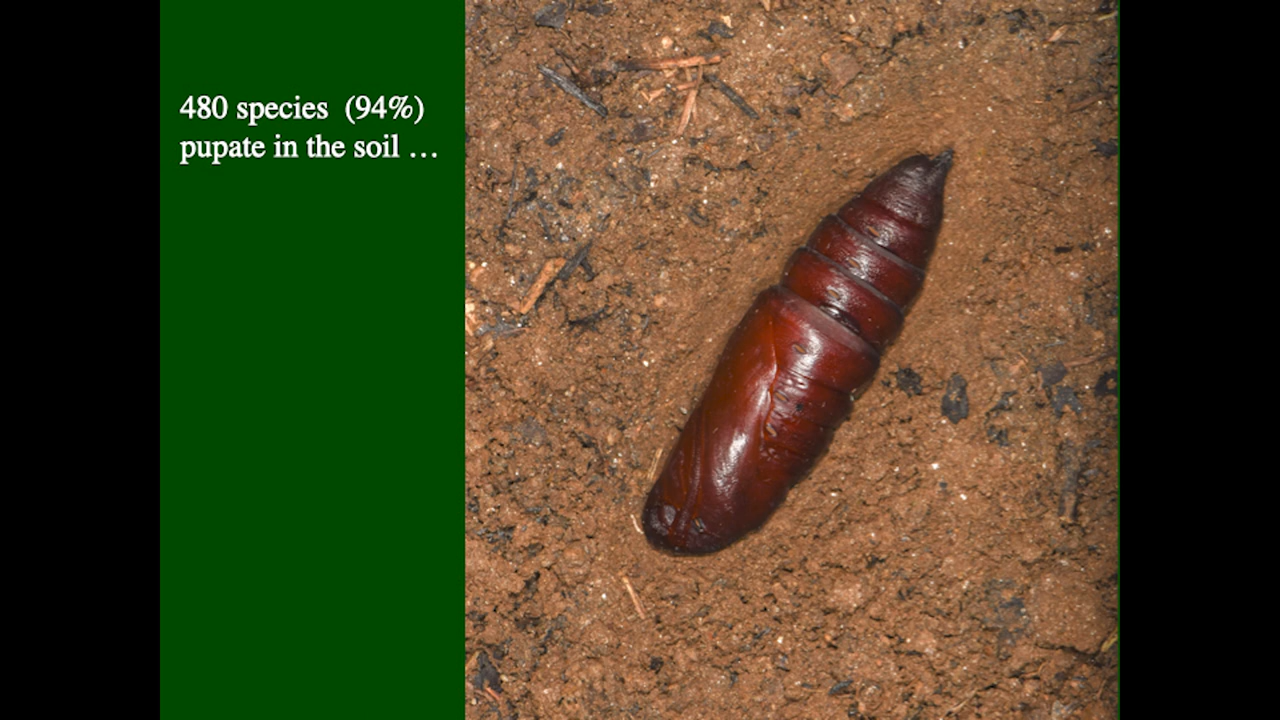 480 species  (94%)
pupate in the soil …